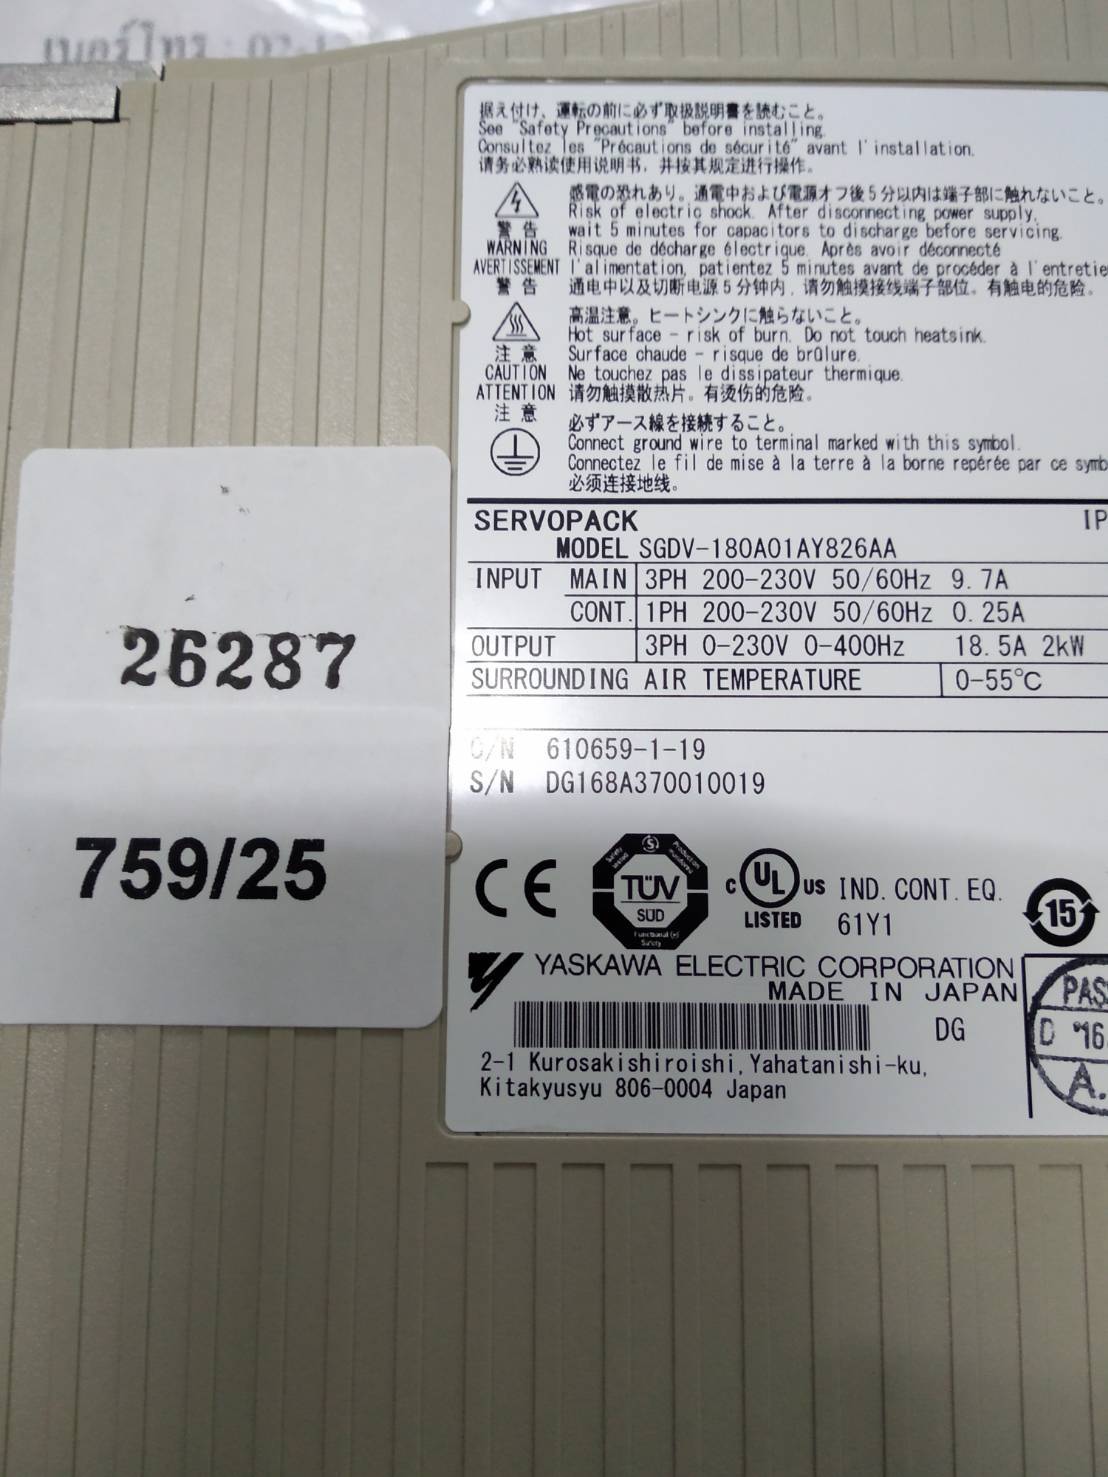 เบอร์โทร : 02-1
据え付け、運転の前に必ず取扱説明書を読むこと。
See "Safety Precautions" before installing.
Consultez les "Précautions de sécurité" avant l'installation.
请务必熟读使用说明书，并按其规定进行操作。
感電の恐れあり。通電中および電源オフ後5分以内は端子部に触れないこと。
Risk of electric shock. After disconnecting power supply,
警告 wait 5 minutes for capacitors to discharge before servicing.
WARNING Risque de décharge électrique. Après avoir déconnecté
AVERTISSEMENT l'alimentation, patientez 5 minutes avant de procéder à l'entretie
警告 通电中以及切断电源5分钟内，请勿触摸接线端子部位。有触电的危险。
高温注意。ヒートシンクに触らないこと。
Hot surface - risk of burn. Do not touch heatsink.
注意 Surface chaude - risque de brûlure.
CAUTION Ne touchez pas le dissipateur thermique.
ATTENTION 请勿触摸散热片。有烫伤的危险。
注意
必ずアース線を接続すること。
Connect ground wire to terminal marked with this symbol.
Connectez le fil de mise à la terre à la borne repérée par ce symb
必须连接地线。
SERVOPACK IP
MODEL SGDV-180A01AY826AA
INPUT MAIN 3PH 200-230V 50/60Hz 9.7A
CONT. 1PH 200-230V 50/60Hz 0.25A
OUTPUT 3PH 0-230V 0-400Hz 18.5A 2kW
SURROUNDING AIR TEMPERATURE 0-55℃
O/N 610659-1-19
S/N DG168A370010019
26287
759/25
CE
TÜV
SÜD
C UL US IND. CONT. EQ.
LISTED 61Y1
15
YASKAWA ELECTRIC CORPORATION
MADE IN JAPAN
DG
2-1 Kurosakishiroishi, Yahatanishi-ku,
Kitakyusyu 806-0004 Japan
PAS
D '16
A.